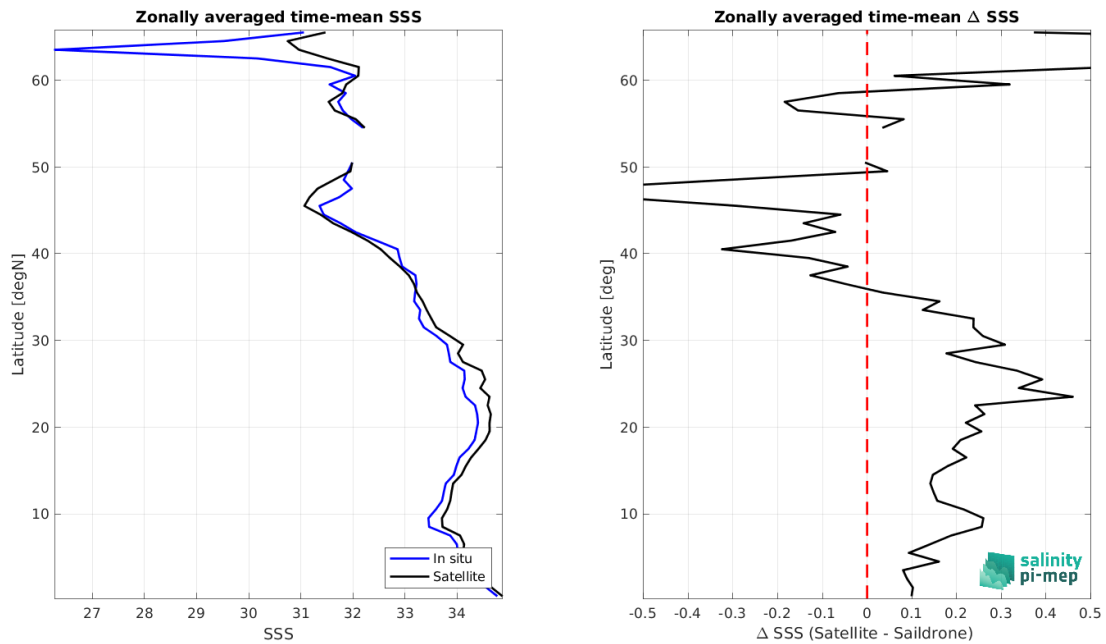 Zonally averaged time-mean SSS
60
50
40
30
20
10
Latitude [degN]
27 28 29 30 31 32 33 34
SSS
In situ
Satellite
Zonally averaged time-mean Δ SSS
60
50
40
30
20
10
Latitude [deg]
-0.5 -0.4 -0.3 -0.2 -0.1 0 0.1 0.2 0.3 0.4 0.5
Δ SSS (Satellite - Saildrone)
salinity
pi-mep